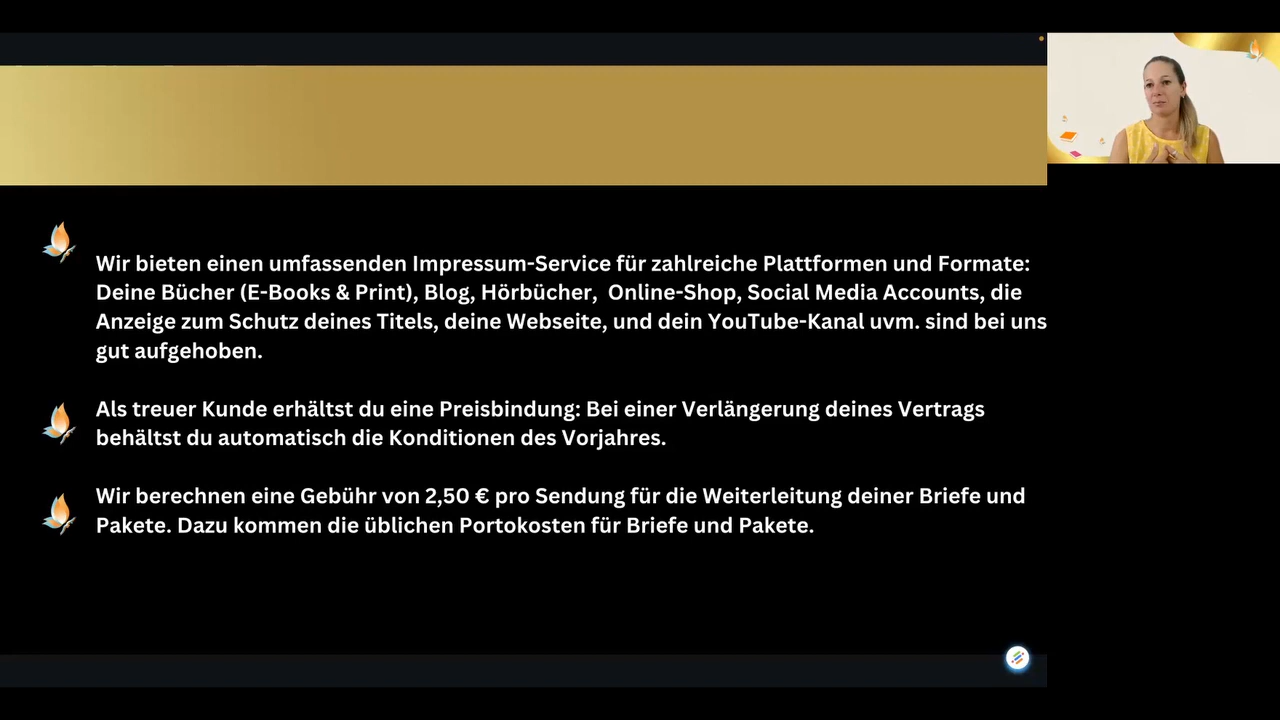 Wir bieten einen umfassenden Impressum-Service für zahlreiche Plattformen und Formate:
Deine Bücher (E-Books & Print), Blog, Hörbücher,  Online-Shop, Social Media Accounts, die
Anzeige zum Schutz deines Titels, deine Webseite, und dein YouTube-Kanal uvm. sind bei uns
gut aufgehoben.
Als treuer Kunde erhältst du eine Preisbindung: Bei einer Verlängerung deines Vertrags
behältst du automatisch die Konditionen des Vorjahres.
Wir berechnen eine Gebühr von 2,50 € pro Sendung für die Weiterleitung deiner Briefe und
Pakete. Dazu kommen die üblichen Portokosten für Briefe und Pakete.